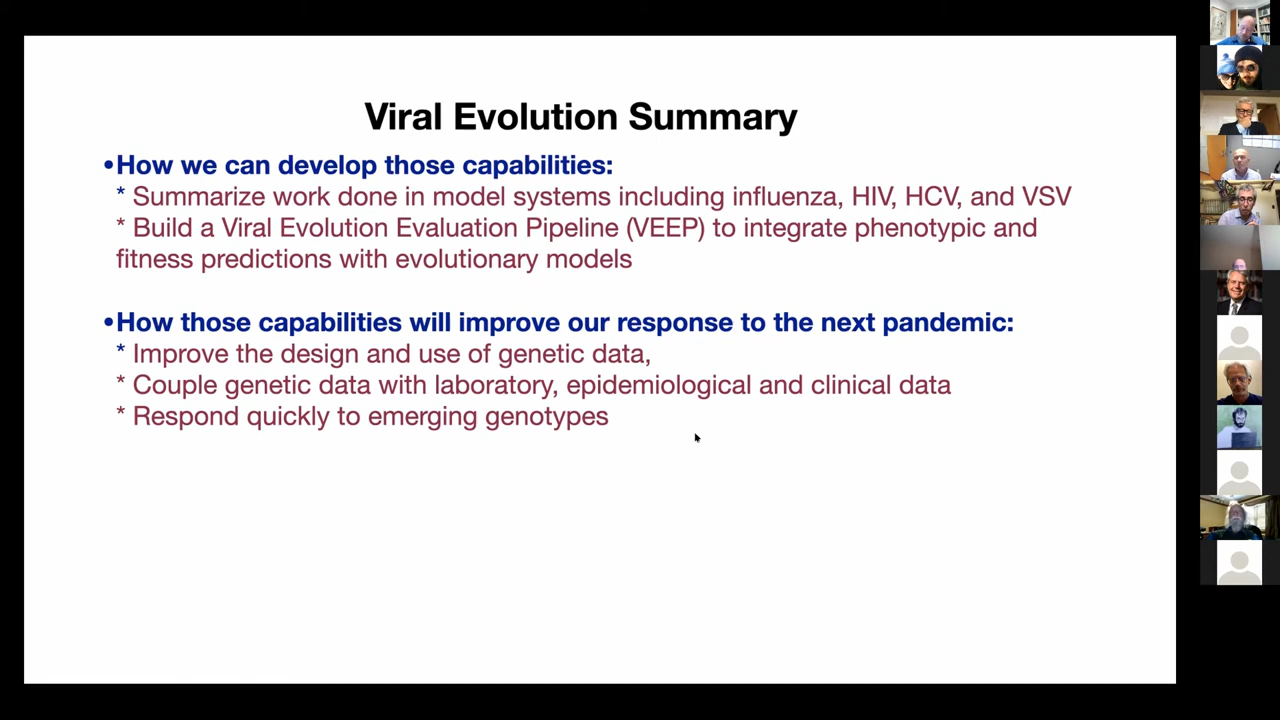 Viral Evolution Summary
•How we can develop those capabilities:
* Summarize work done in model systems including influenza, HIV, HCV, and VSV
* Build a Viral Evolution Evaluation Pipeline (VEEP) to integrate phenotypic and
fitness predictions with evolutionary models
•How those capabilities will improve our response to the next pandemic:
* Improve the design and use of genetic data,
* Couple genetic data with laboratory, epidemiological and clinical data
* Respond quickly to emerging genotypes